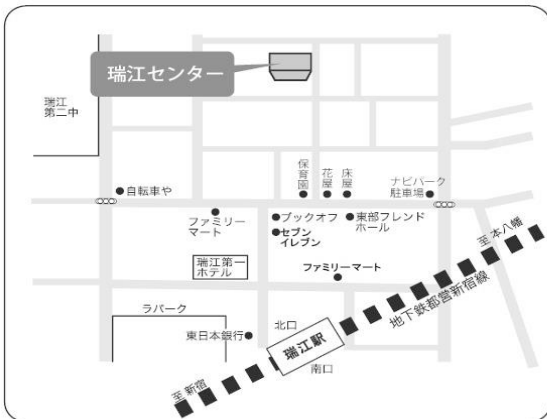 瑞江センター
瑞江
第二中
保育園
花屋
床屋
ナビパーク
駐車場
自転車や
ファミリー
マート
ブックオフ
セブン
イレブン
東部フレンド
ホール
瑞江第一
ホテル
ファミリーマート
至 本八幡
地下鉄都営新宿線
ラパーク
東日本銀行
北口
瑞江駅
南口
至 新宿